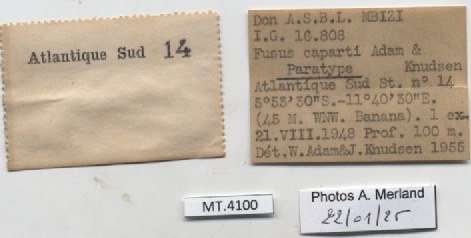 Atlantique Sud 14
Don A.S.B.L. MBIZI
I.G. 16.808
Fusus caparti Adam &
Paratype Knudsen
Atlantique Sud St. n° 14
5°53'30"S.-11°40'30"E.
(45 M. WNW. Banana). 1 ex.
21.VIII.1948 Prof. 100 m.
Dét.W.Adam&J.Knudsen 1955
MT.4100
Photos A. Merland
22/01/25